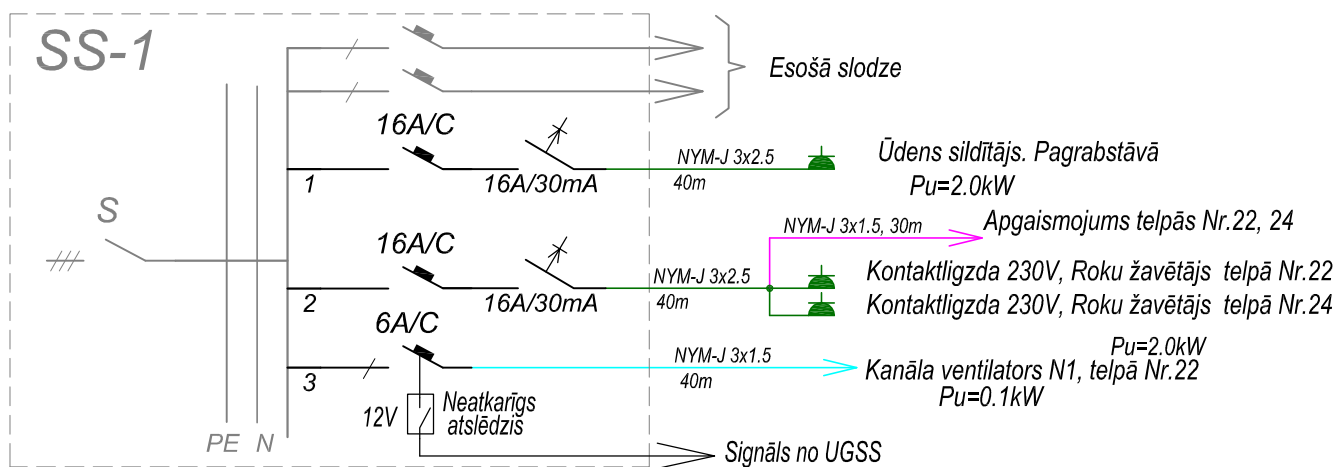 SS-1
Esošā slodze
16A/C
1
16A/30mA
NYM-J 3x2.5
40m
Ūdens sildītājs. Pagrabstāvā
Pu=2.0kW
S
NYM-J 3x1.5, 30m
Apgaismojums telpās Nr.22, 24
16A/C
2
16A/30mA
NYM-J 3x2.5
40m
Kontaktligzda 230V, Roku žavētājs telpā Nr.22
Kontaktligzda 230V, Roku žavētājs telpā Nr.24
Pu=2.0kW
6A/C
3
NYM-J 3x1.5
40m
Kanāla ventilators N1, telpā Nr.22
Pu=0.1kW
12V
Neatkarīgs
atslēdzis
PE N
Signāls no UGSS